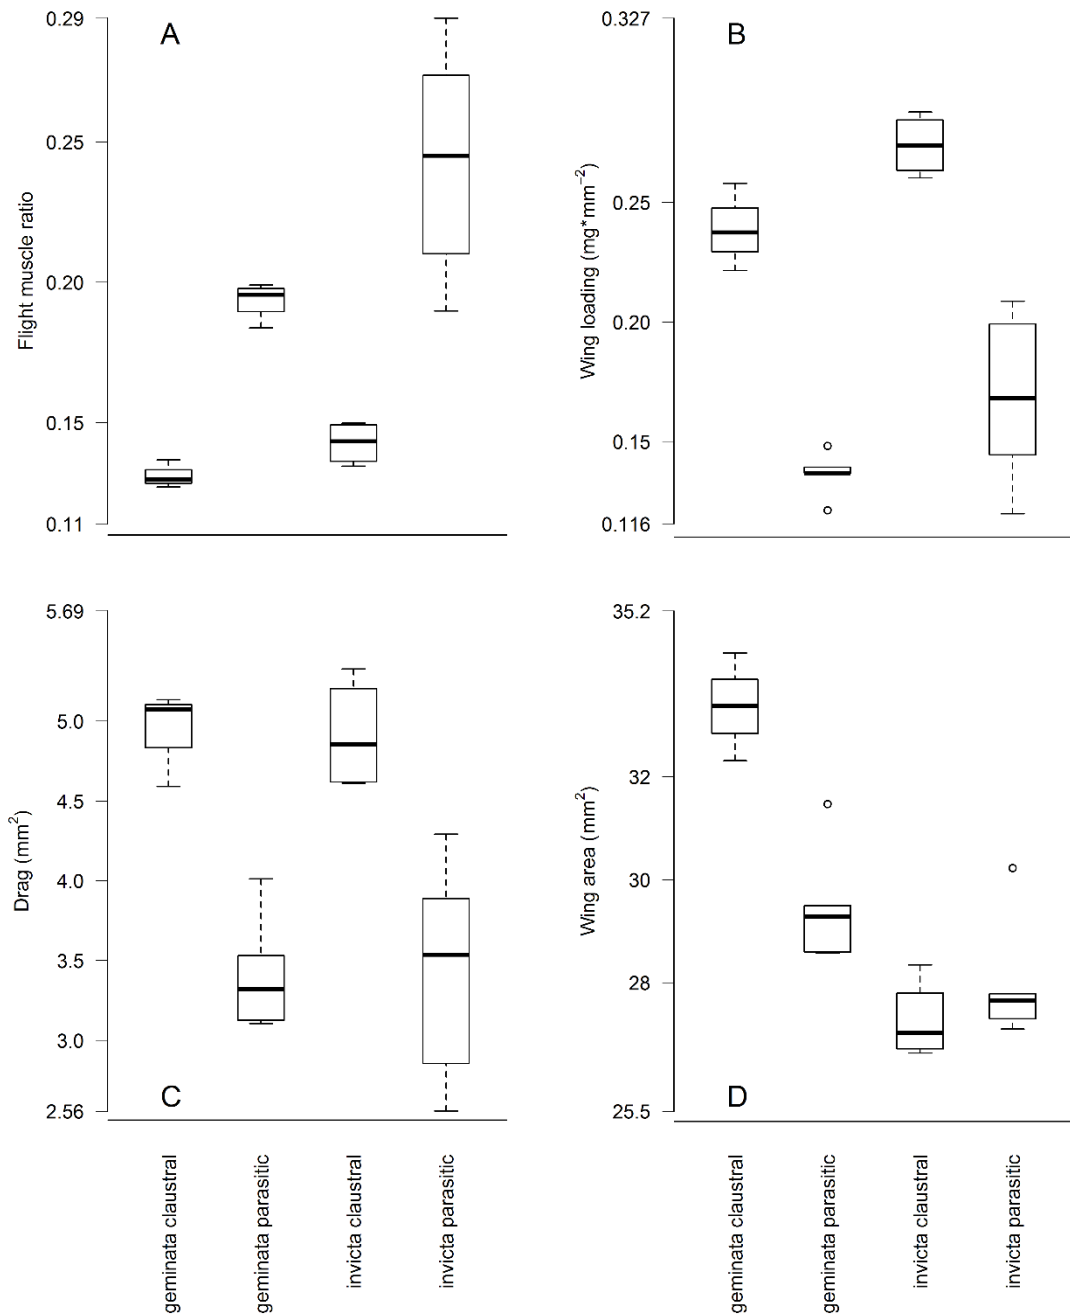 A
Flight muscle ratio
0.29
0.25
0.20
0.15
0.11
B
Wing loading (mg*mm⁻²)
0.327
0.25
0.20
0.15
0.116
C
Drag (mm²)
5.69
5.0
4.5
4.0
3.5
3.0
2.56
geminata claustral
geminata parasitic
invicta claustral
invicta parasitic
D
Wing area (mm²)
35.2
32
30
28
25.5
geminata claustral
geminata parasitic
invicta claustral
invicta parasitic